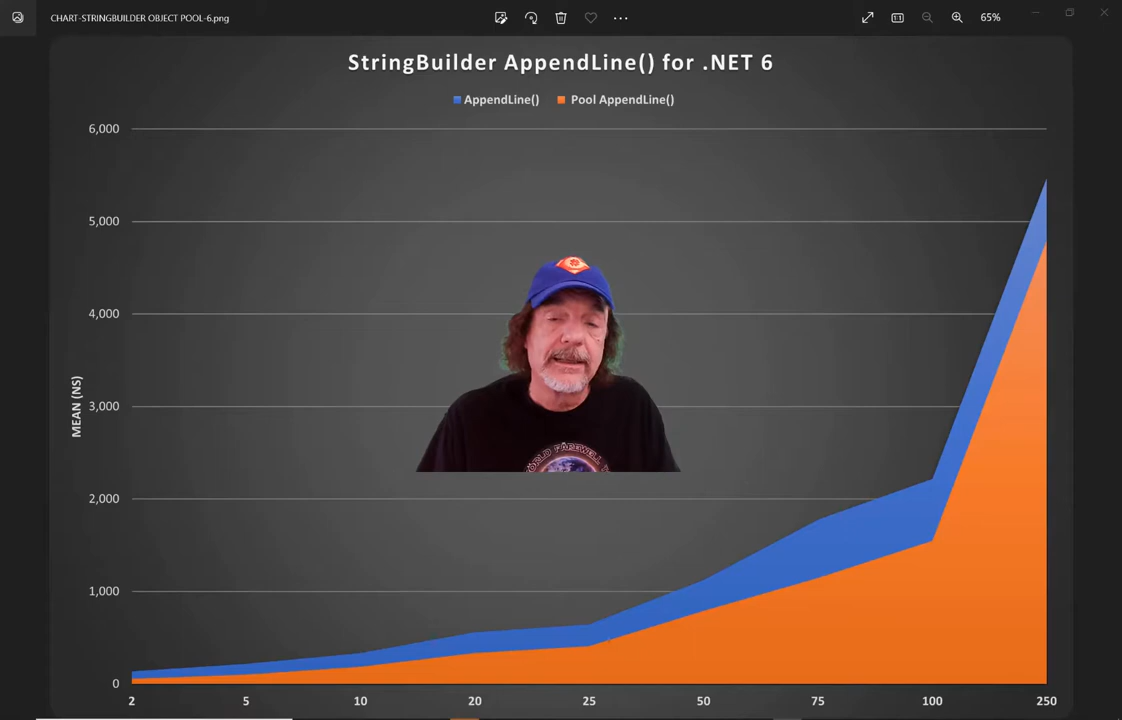 CHART-STRINGBUILDER OBJECT POOL-6.png
65%
StringBuilder AppendLine() for .NET 6
AppendLine() Pool AppendLine()
6,000
5,000
4,000
3,000
2,000
1,000
0
MEAN (NS)
WORLD FAREWELL
2 5 10 20 25 50 75 100 250